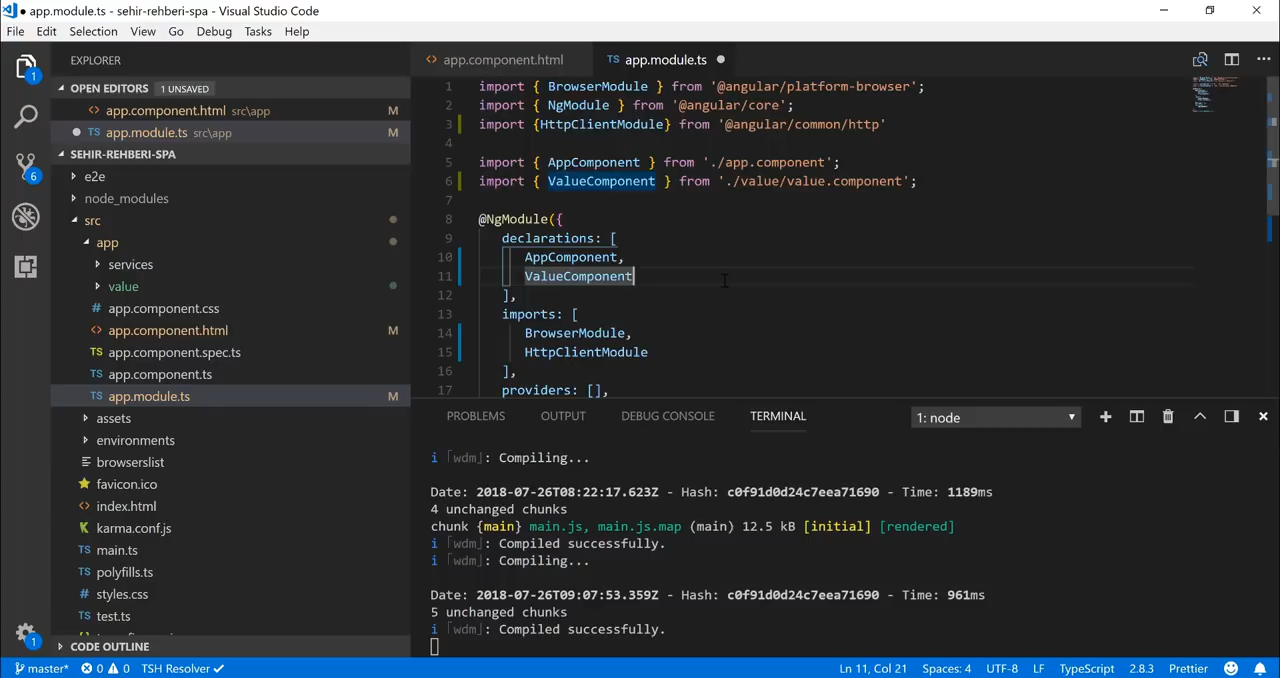 app.module.ts - sehir-rehberi-spa - Visual Studio Code
File Edit Selection View Go Debug Tasks Help
EXPLORER
OPEN EDITORS 1 UNSAVED
app.component.html src\app M
TS app.module.ts src\app M
SEHIR-REHBERI-SPA
e2e
node_modules
src
app
services
value
# app.component.css
<> app.component.html M
TS app.component.spec.ts
TS app.component.ts
TS app.module.ts M
assets
environments
browserslist
favicon.ico
<> index.html
karma.conf.js
TS main.ts
TS polyfills.ts
# styles.css
TS test.ts
CODE OUTLINE
1
6
1
<> app.component.html TS app.module.ts
1 import { BrowserModule } from '@angular/platform-browser';
2 import { NgModule } from '@angular/core';
3 import {HttpClientModule} from '@angular/common/http'
4
5 import { AppComponent } from './app.component';
6 import { ValueComponent } from './value/value.component';
7
8 @NgModule({
9 declarations: [
10 AppComponent,
11 ValueComponent
12 ],
13 imports: [
14 BrowserModule,
15 HttpClientModule
16 ],
17 providers: [],
PROBLEMS OUTPUT DEBUG CONSOLE TERMINAL 1: node
i ｢wdm｣: Compiling...
Date: 2018-07-26T08:22:17.623Z - Hash: c0f91d0d24c7eea71690 - Time: 1189ms
4 unchanged chunks
chunk {main} main.js, main.js.map (main) 12.5 kB [initial] [rendered]
i ｢wdm｣: Compiled successfully.
i ｢wdm｣: Compiling...
Date: 2018-07-26T09:07:53.359Z - Hash: c0f91d0d24c7eea71690 - Time: 961ms
5 unchanged chunks
i ｢wdm｣: Compiled successfully.
master* 0 0 TSH Resolver Ln 11, Col 21 Spaces: 4 UTF-8 LF TypeScript 2.8.3 Prettier